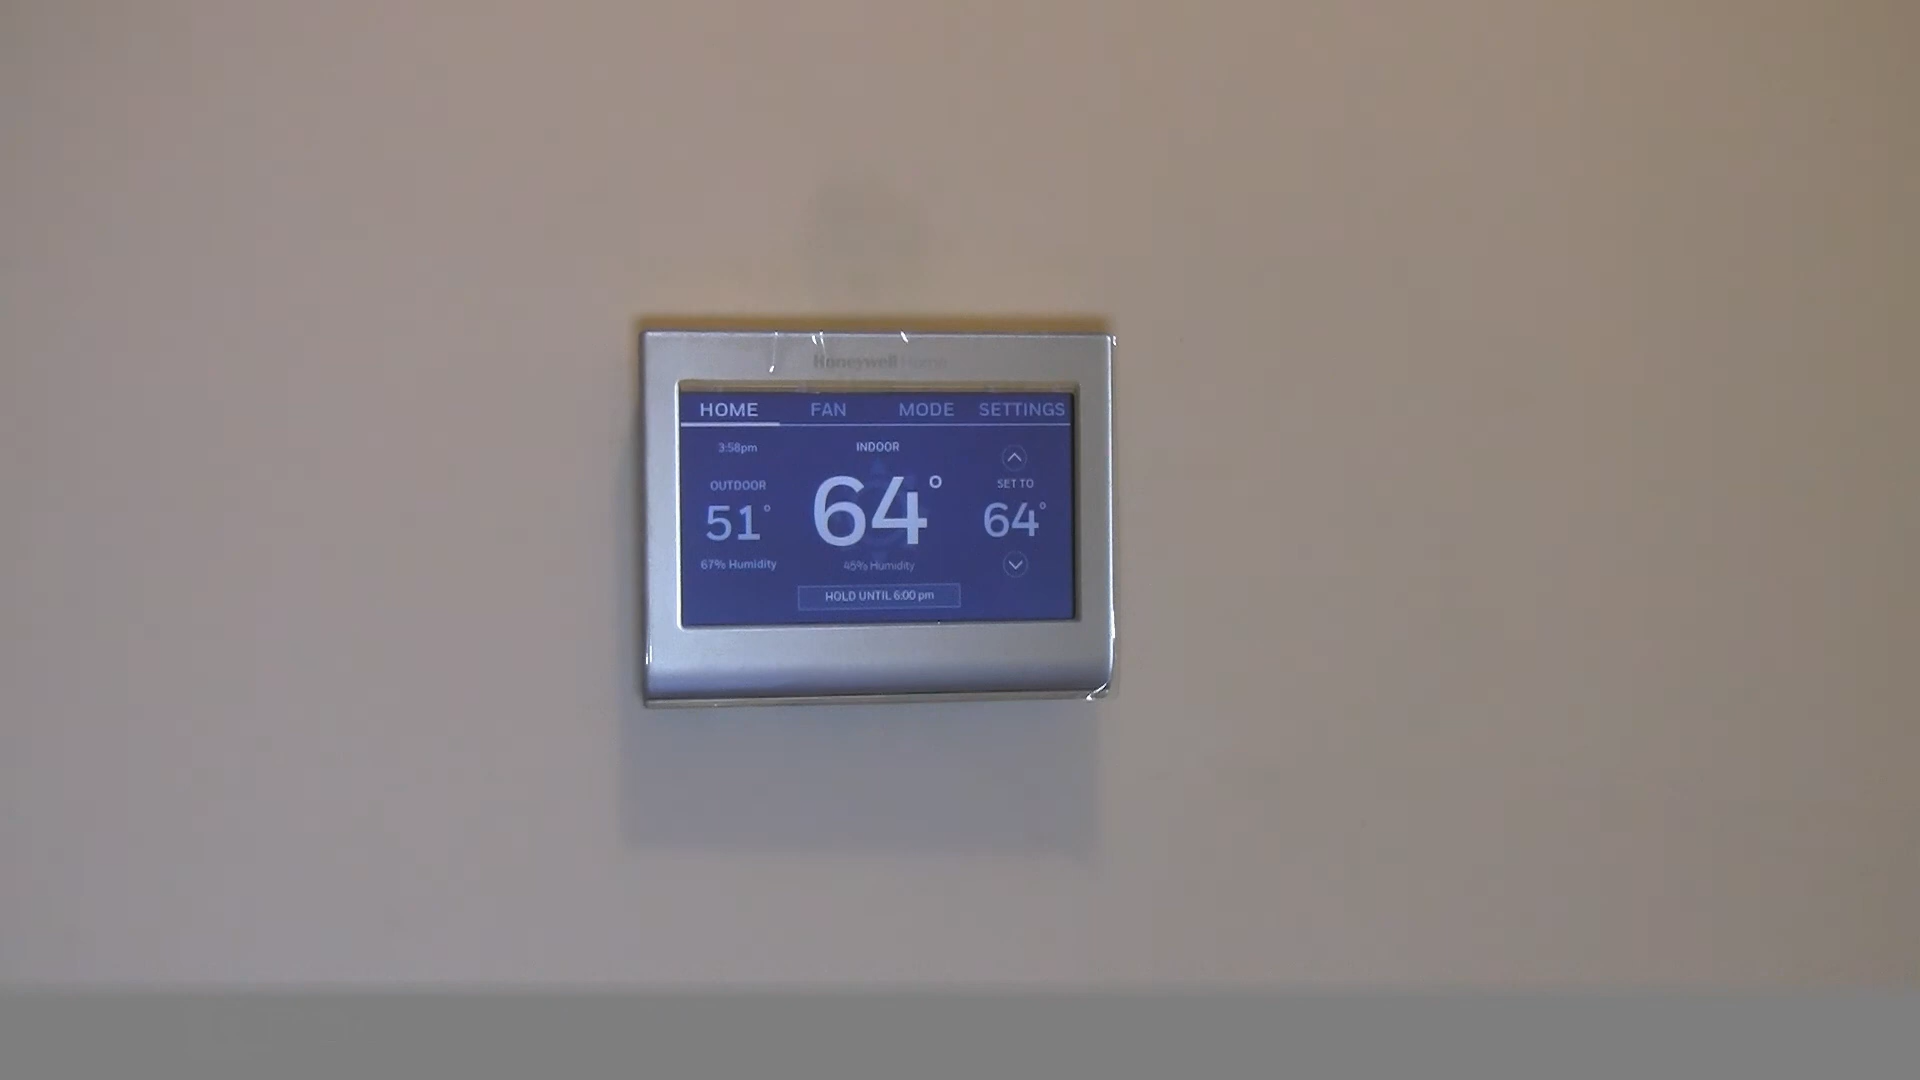 Honeywell Home
HOME FAN MODE SETTINGS
3:58pm
OUTDOOR
51°
67% Humidity
INDOOR
64°
45% Humidity
SET TO
64°
HOLD UNTIL 6:00 pm